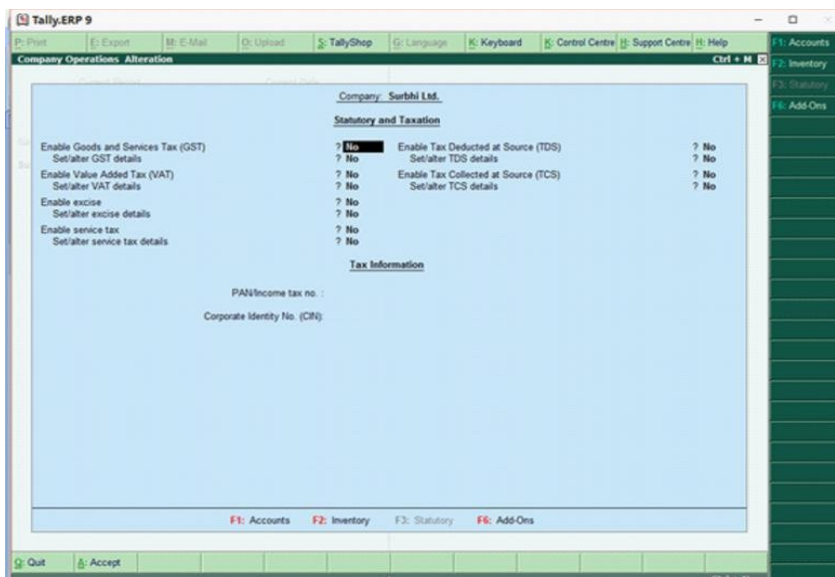 Tally.ERP 9
P: Print E: Export M: E-Mail O: Upload S: TallyShop G: Language K: Keyboard K: Control Centre H: Support Centre H: Help
F1: Accounts
Company Operations Alteration Ctrl + M
F2: Inventory
F3: Statutory
F6: Add-Ons
Company: Surbhi Ltd.
Statutory and Taxation
Enable Goods and Services Tax (GST) ? No Enable Tax Deducted at Source (TDS) ? No
Set/alter GST details ? No Set/alter TDS details ? No
Enable Value Added Tax (VAT) ? No Enable Tax Collected at Source (TCS) ? No
Set/alter VAT details ? No Set/alter TCS details ? No
Enable excise ? No
Set/alter excise details ? No
Enable service tax ? No
Set/alter service tax details ? No
Tax Information
PAN/Income tax no. :
Corporate Identity No. (CIN):
F1: Accounts F2: Inventory F3: Statutory F6: Add-Ons
Q: Quit A: Accept